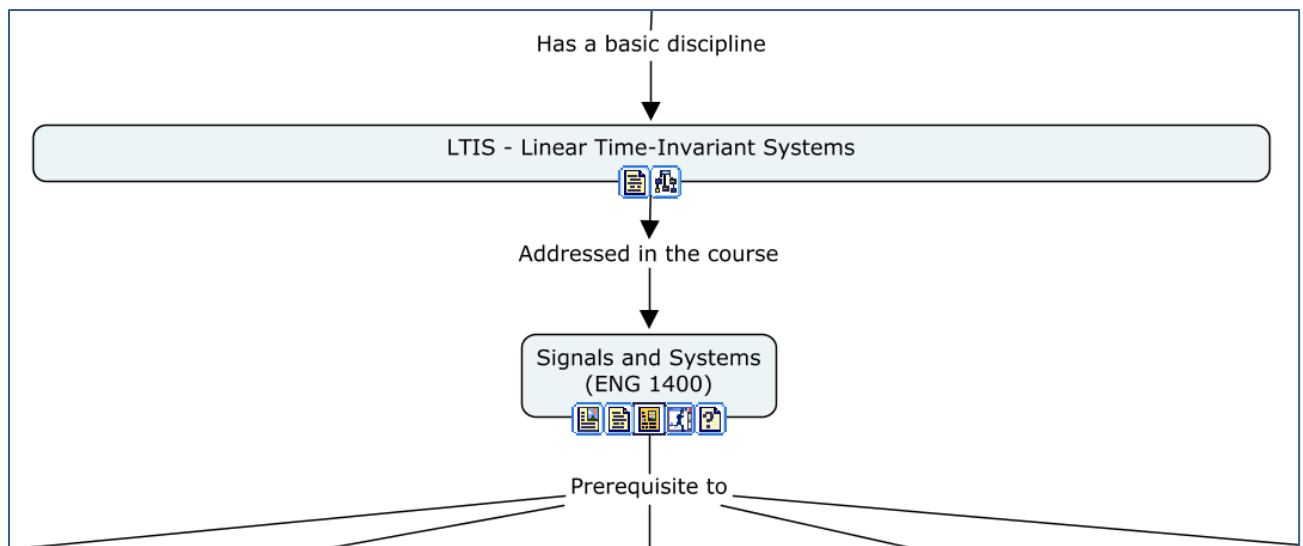 Has a basic discipline
LTIS - Linear Time-Invariant Systems
Addressed in the course
Signals and Systems
(ENG 1400)
Prerequisite to